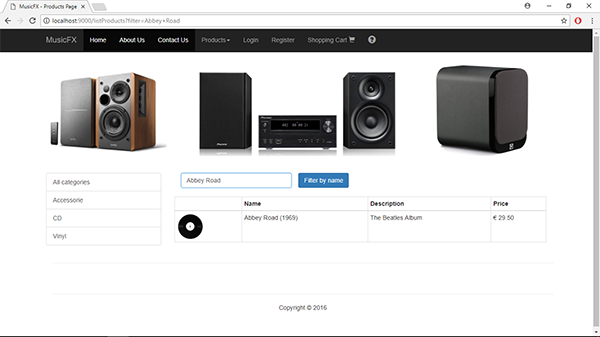 MusicFX - Products Page
localhost:9000/listProducts?filter=Abbey+Road
MusicFX Home About Us Contact Us Products Login Register Shopping Cart
All categories
Accessorie
CD
Vinyl
Abbey Road Filter by name
Name Description Price
Abbey Road (1969) The Beatles Album € 29.50
Copyright © 2016